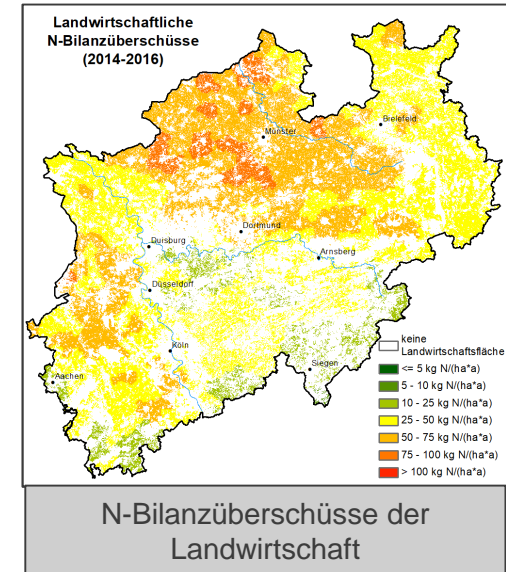 Landwirtschaftliche
N-Bilanzüberschüsse
(2014-2016)
Bielefeld
Münster
Dortmund
Duisburg
Arnsberg
Düsseldorf
Köln
Siegen
Aachen
keine
Landwirtschaftsfläche
<= 5 kg N/(ha*a)
5 - 10 kg N/(ha*a)
10 - 25 kg N/(ha*a)
25 - 50 kg N/(ha*a)
50 - 75 kg N/(ha*a)
75 - 100 kg N/(ha*a)
> 100 kg N/(ha*a)
N-Bilanzüberschüsse der
Landwirtschaft